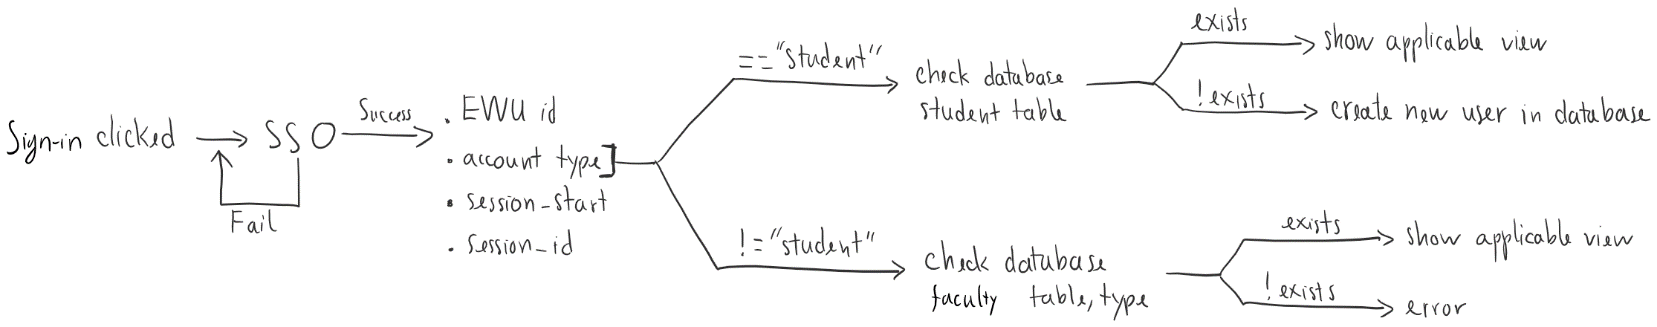 Sign-in clicked
SSO
Fail
Success
. EWU id
. account type]
. session_start
. session_id
=="student"
check database
student table
exists
show applicable view
!exists
create new user in database
!="student"
check database
faculty table, type
exists
show applicable view
!exists
error